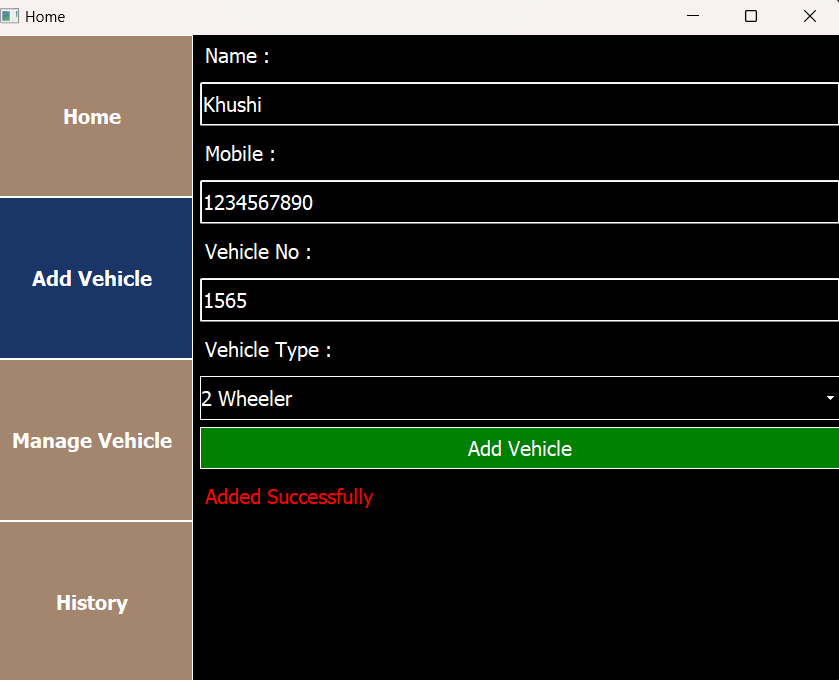 Home
Home
Add Vehicle
Manage Vehicle
History
Name :
Khushi
Mobile :
1234567890
Vehicle No :
1565
Vehicle Type :
2 Wheeler
Add Vehicle
Added Successfully